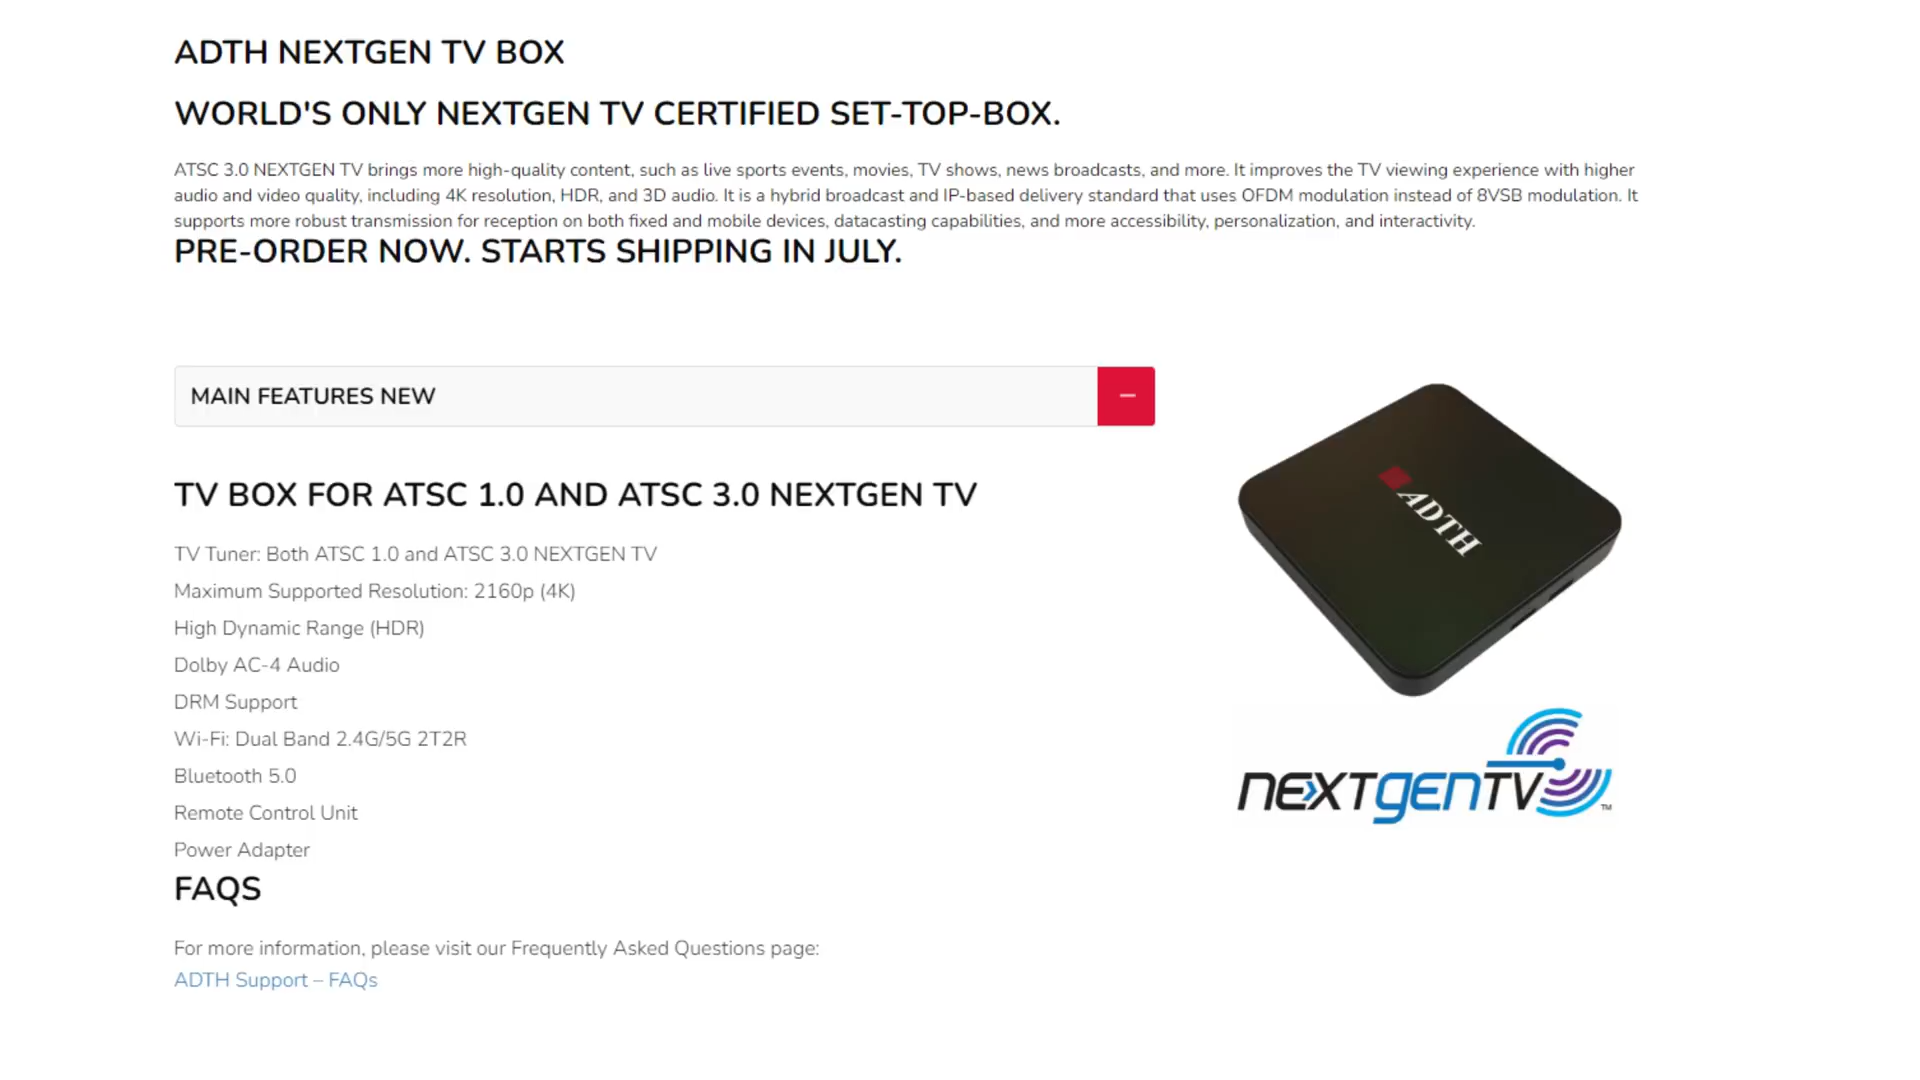 ADTH NEXTGEN TV BOX
WORLD'S ONLY NEXTGEN TV CERTIFIED SET-TOP-BOX.
ATSC 3.0 NEXTGEN TV brings more high-quality content, such as live sports events, movies, TV shows, news broadcasts, and more. It improves the TV viewing experience with higher
audio and video quality, including 4K resolution, HDR, and 3D audio. It is a hybrid broadcast and IP-based delivery standard that uses OFDM modulation instead of 8VSB modulation. It
supports more robust transmission for reception on both fixed and mobile devices, datacasting capabilities, and more accessibility, personalization, and interactivity.
PRE-ORDER NOW. STARTS SHIPPING IN JULY.
MAIN FEATURES NEW
TV BOX FOR ATSC 1.0 AND ATSC 3.0 NEXTGEN TV
TV Tuner: Both ATSC 1.0 and ATSC 3.0 NEXTGEN TV
Maximum Supported Resolution: 2160p (4K)
High Dynamic Range (HDR)
Dolby AC-4 Audio
DRM Support
Wi-Fi: Dual Band 2.4G/5G 2T2R
Bluetooth 5.0
Remote Control Unit
Power Adapter
FAQS
For more information, please visit our Frequently Asked Questions page:
ADTH Support – FAQs
ADTH
NEXTGENTV™